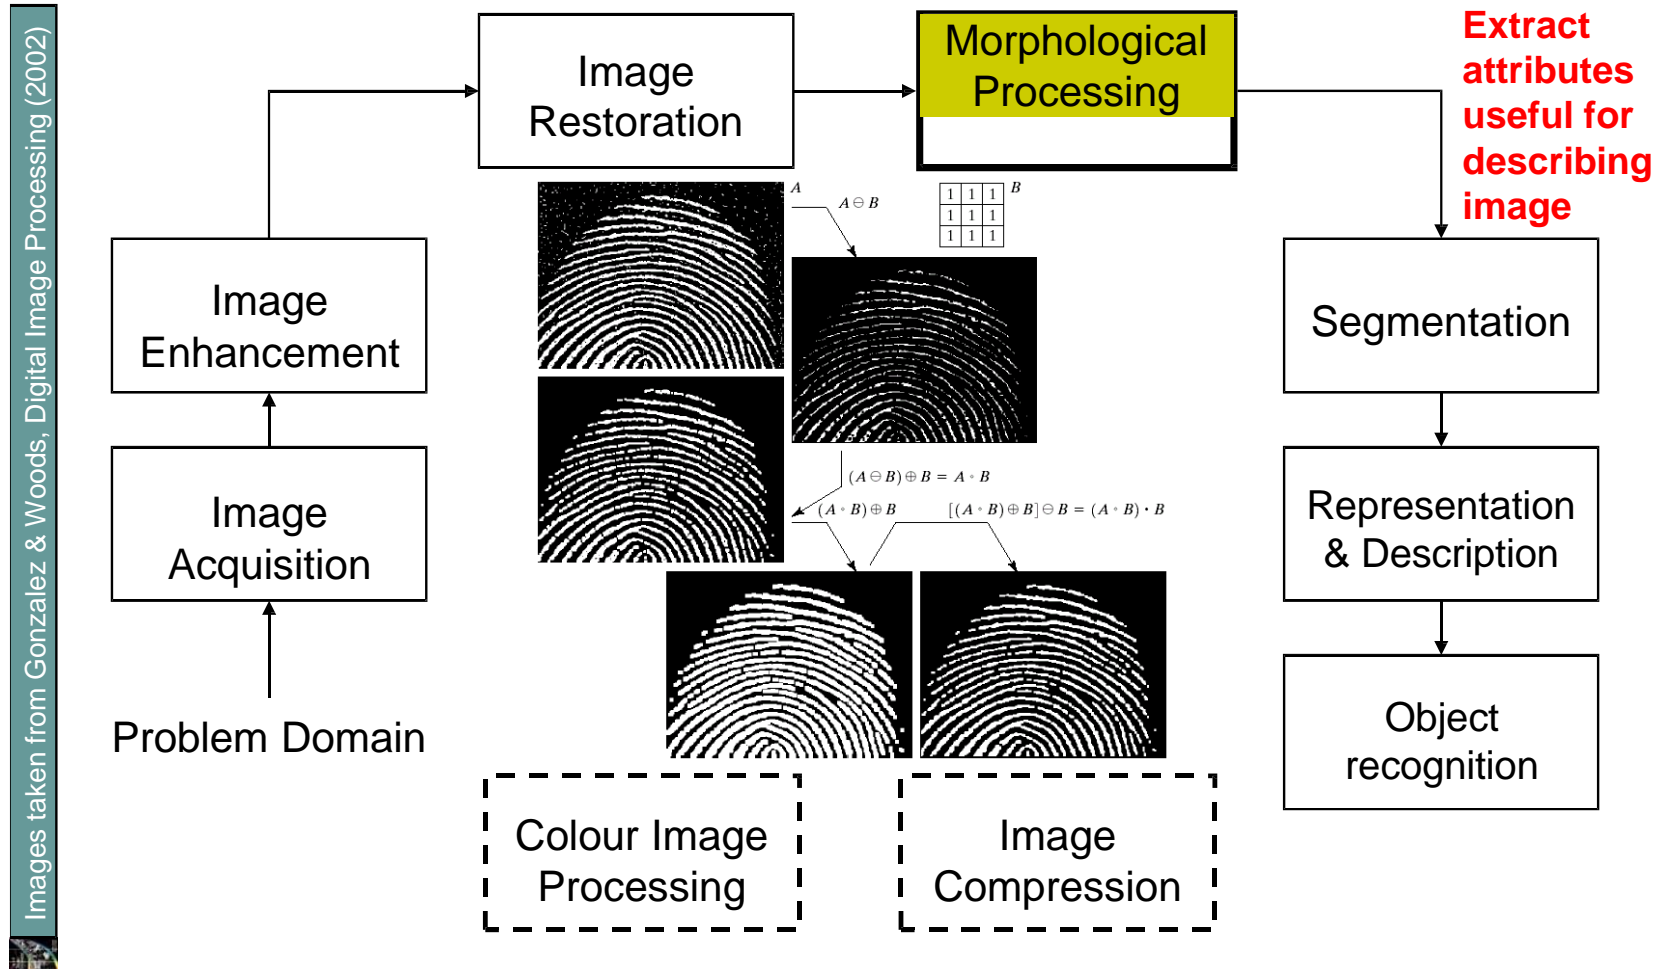 Images taken from Gonzalez & Woods, Digital Image Processing (2002)
Image
Restoration
Morphological
Processing
Extract
attributes
useful for
describing
image
A
A ⊖ B
1 1 1
1 1 1
1 1 1
B
Image
Enhancement
Segmentation
Image
Acquisition
(A ⊖ B) ⊕ B = A ∘ B
(A ∘ B) ⊕ B
[(A ∘ B) ⊕ B] ⊖ B = (A ∘ B) • B
Representation
& Description
Problem Domain
Object
recognition
Colour Image
Processing
Image
Compression